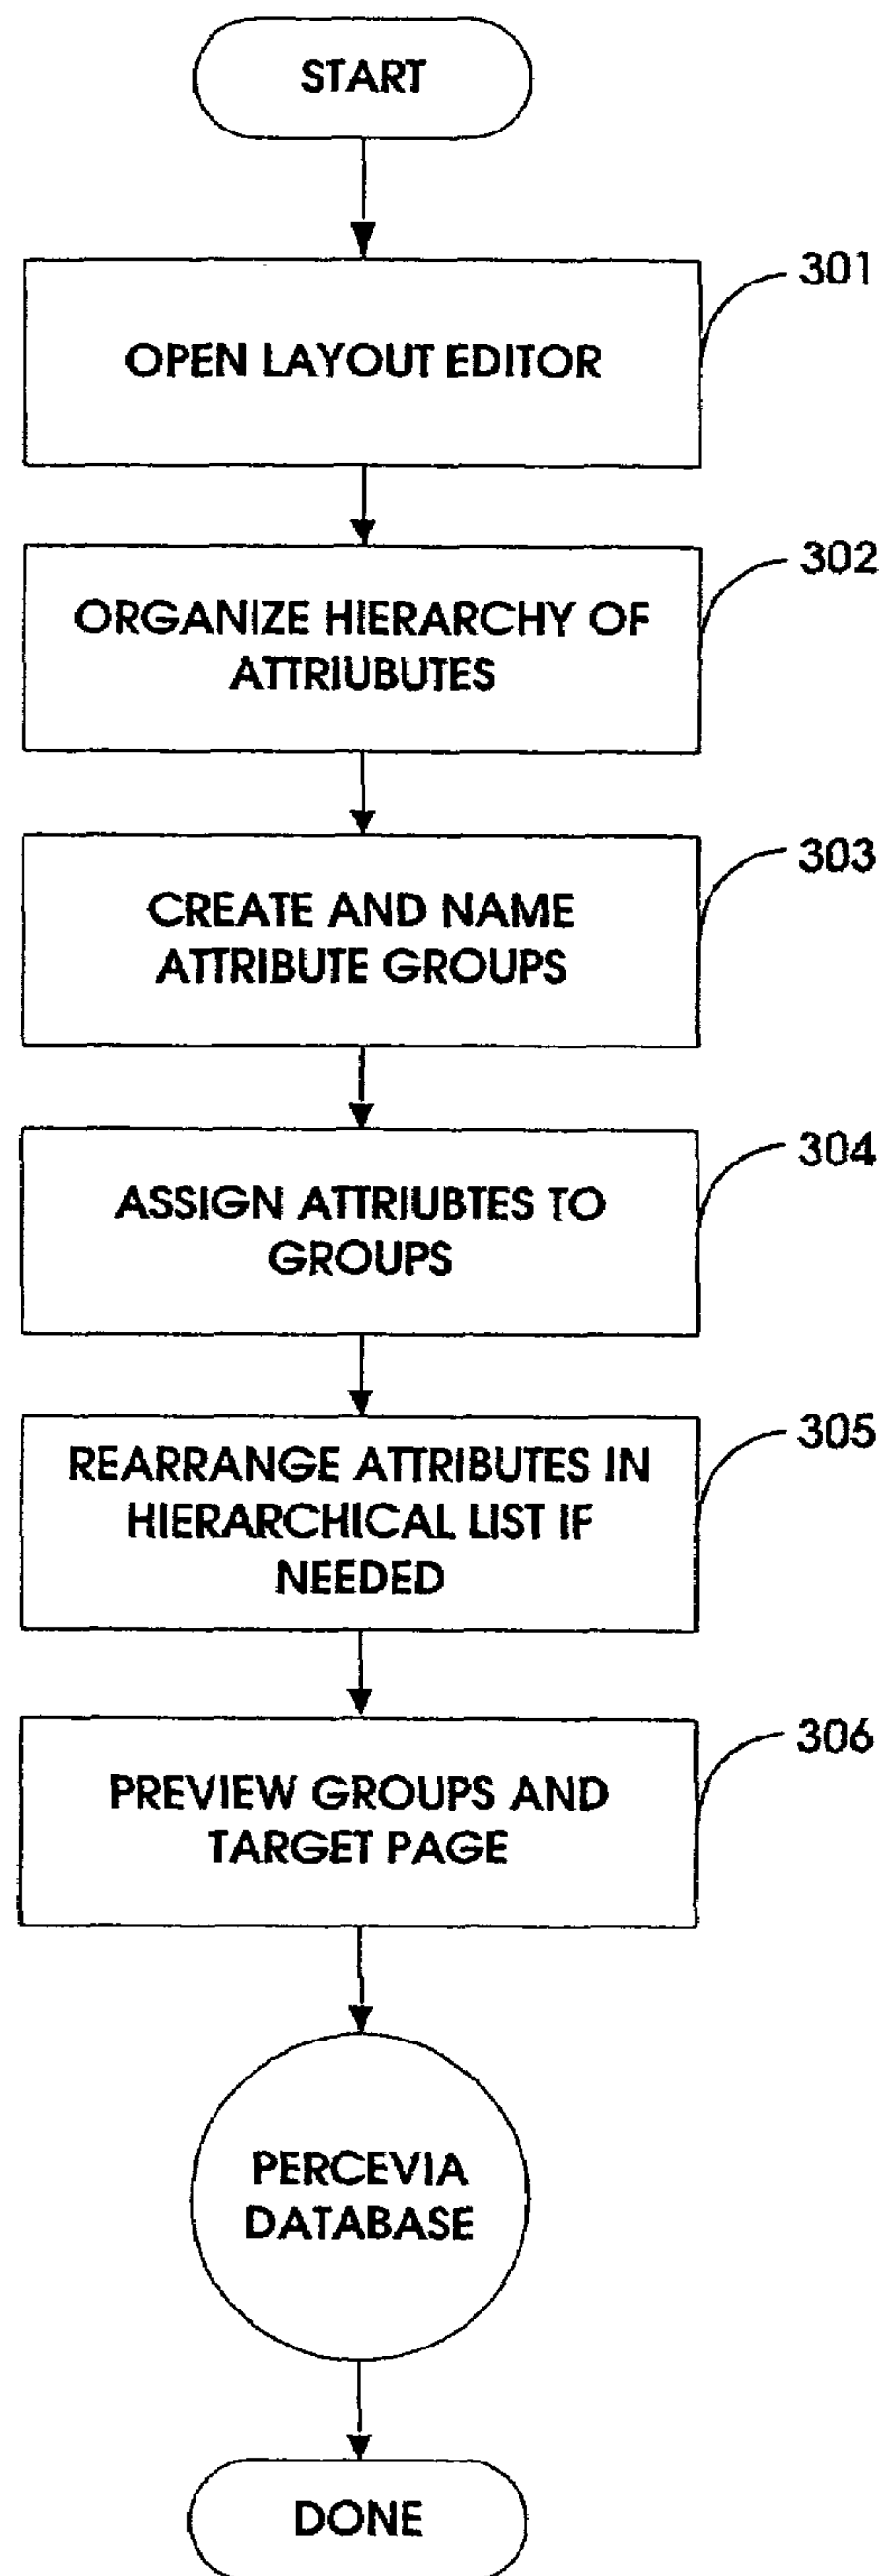 START
301
OPEN LAYOUT EDITOR
302
ORGANIZE HIERARCHY OF
ATTRIUBUTES
303
CREATE AND NAME
ATTRIBUTE GROUPS
304
ASSIGN ATTRIUBTES TO
GROUPS
305
REARRANGE ATTRIBUTES IN
HIERARCHICAL LIST IF
NEEDED
306
PREVIEW GROUPS AND
TARGET PAGE
PERCEVIA
DATABASE
DONE